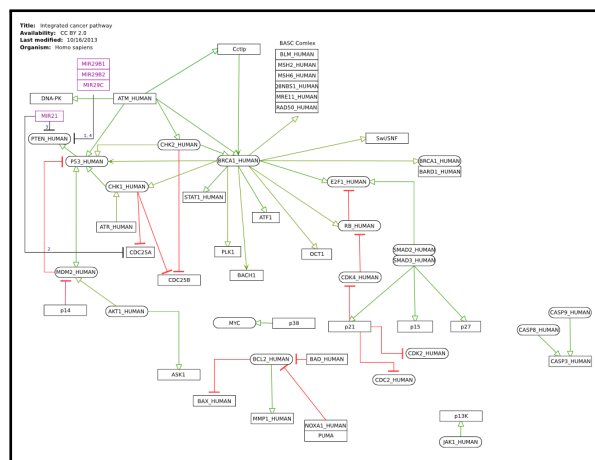 Title: Integrated cancer pathway
Availability: CC BY 2.0
Last modified: 10/16/2013
Organism: Homo sapiens
BASC Comlex
MIR29B1
MIR29B2
MIR29C
CctIp
BLM_HUMAN
MSH2_HUMAN
MSH6_HUMAN
MRE11_HUMAN
RAD50_HUMAN
DNA-PK
ATM_HUMAN
MIR21
3
PTEN_HUMAN
1, 4
CHK2_HUMAN
SwI/SNF
P53_HUMAN
BRCA1_HUMAN
BRCA1_HUMAN
BARD1_HUMAN
CHK1_HUMAN
E2F1_HUMAN
STAT1_HUMAN
ATF1
ATR_HUMAN
RB_HUMAN
2
CDC25A
PLK1
OCT1
SMAD2_HUMAN
SMAD3_HUMAN
MDM2_HUMAN
CDC25B
BACH1
CDK4_HUMAN
p14
AKT1_HUMAN
MYC
p38
p21
p15
p27
CASP9_HUMAN
CASP8_HUMAN
ASK1
BCL2_HUMAN
BAD_HUMAN
CDK2_HUMAN
CASP3_HUMAN
CDC2_HUMAN
BAX_HUMAN
MMP1_HUMAN
NOXA1_HUMAN
PUMA
p13K
JAK1_HUMAN